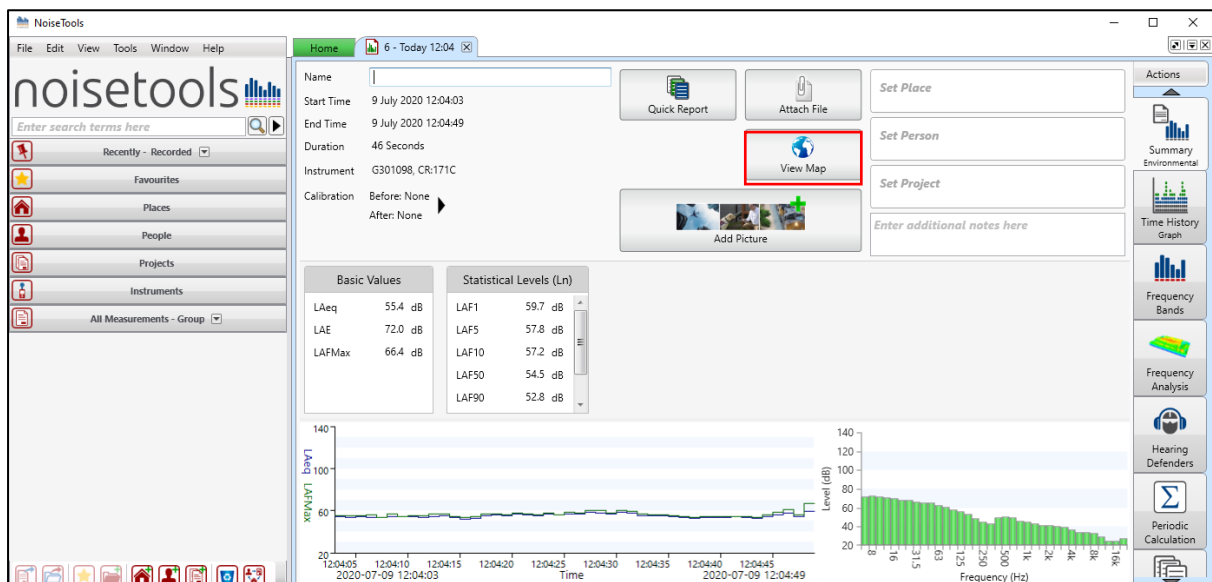 NoiseTools
File Edit View Tools Window Help
noisetools
Enter search terms here
Recently - Recorded
Favourites
Places
People
Projects
Instruments
All Measurements - Group
Home
6 - Today 12:04
Name
Start Time 9 July 2020 12:04:03
End Time 9 July 2020 12:04:49
Duration 46 Seconds
Instrument G301098, CR:171C
Calibration Before: None
After: None
Quick Report
Attach File
View Map
Add Picture
Set Place
Set Person
Set Project
Enter additional notes here
Basic Values
LAeq 55.4 dB
LAE 72.0 dB
LAFMax 66.4 dB
Statistical Levels (Ln)
LAF1 59.7 dB
LAF5 57.8 dB
LAF10 57.2 dB
LAF50 54.5 dB
LAF90 52.8 dB
LAeq LAFMax
140
100
60
20
12:04:05 12:04:10 12:04:15 12:04:20 12:04:25 12:04:30 12:04:35 12:04:40 12:04:45
2020-07-09 12:04:03 Time 2020-07-09 12:04:49
Level (dB)
140
120
100
80
60
40
20
8 16 31.5 63 125 250 500 1k 2k 4k 8k 16k
Frequency (Hz)
Actions
Summary
Environmental
Time History
Graph
Frequency
Bands
Frequency
Analysis
Hearing
Defenders
Σ
Periodic
Calculation